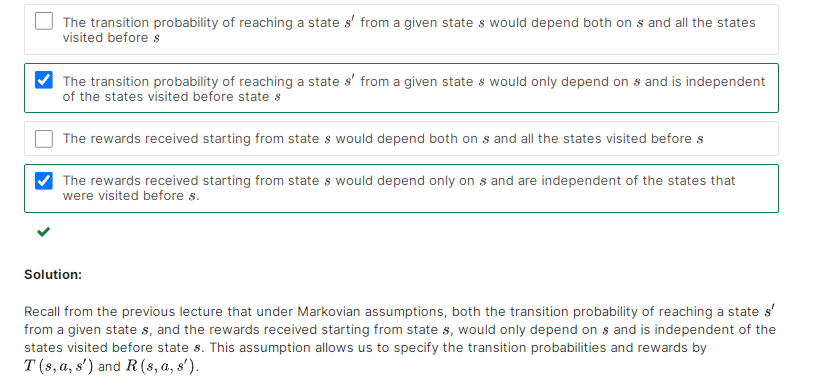 The transition probability of reaching a state s′ from a given state s would depend both on s and all the states
visited before s
The transition probability of reaching a state s′ from a given state s would only depend on s and is independent
of the states visited before state s
The rewards received starting from state s would depend both on s and all the states visited before s
The rewards received starting from state s would depend only on s and are independent of the states that
were visited before s.
Solution:
Recall from the previous lecture that under Markovian assumptions, both the transition probability of reaching a state s′
from a given state s, and the rewards received starting from state s, would only depend on s and is independent of the
states visited before state s. This assumption allows us to specify the transition probabilities and rewards by
T (s, a, s′) and R (s, a, s′).